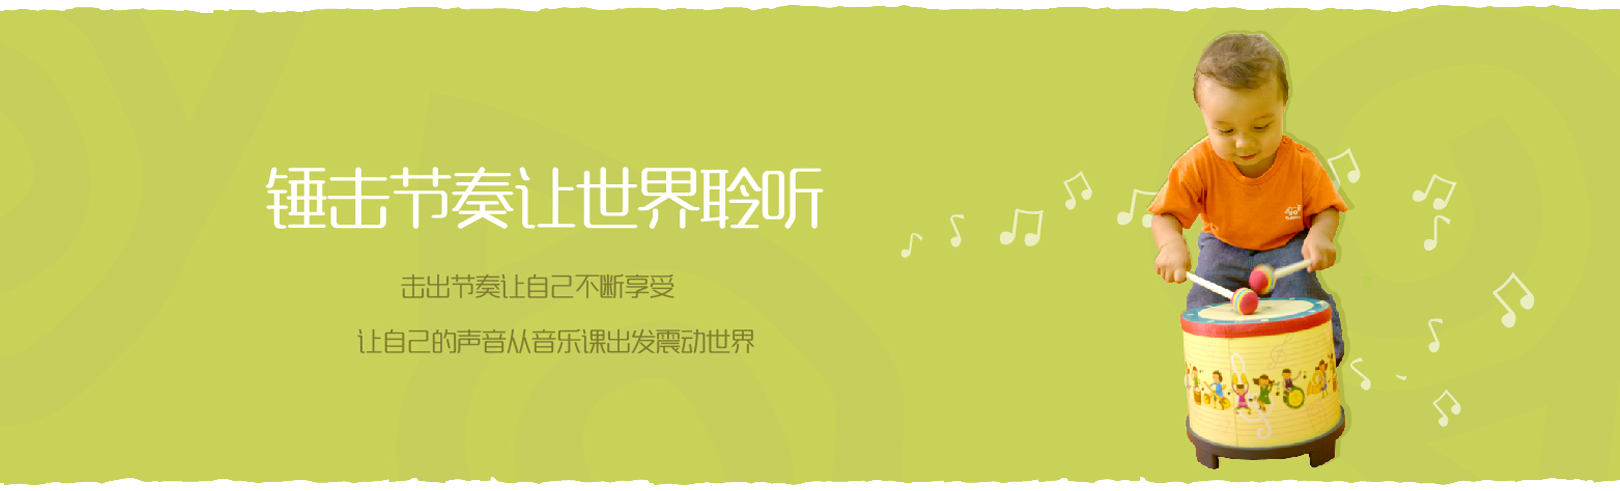 锤击节奏让世界聆听
击出节奏让自己不断享受
让自己的声音从音乐课出发震动世界